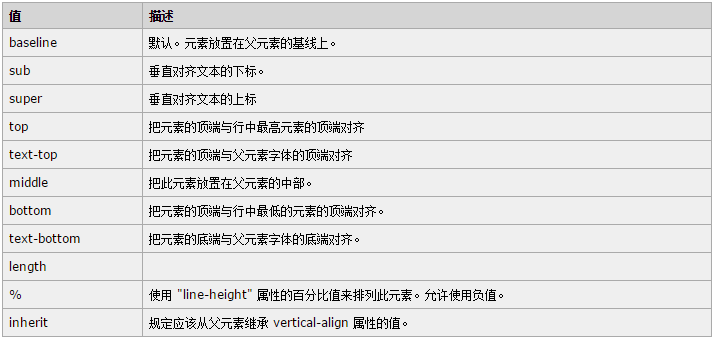 值 描述
baseline 默认。元素放置在父元素的基线上。
sub 垂直对齐文本的下标。
super 垂直对齐文本的上标
top 把元素的顶端与行中最高元素的顶端对齐
text-top 把元素的顶端与父元素字体的顶端对齐
middle 把此元素放置在父元素的中部。
bottom 把元素的顶端与行中最低的元素的顶端对齐。
text-bottom 把元素的底端与父元素字体的底端对齐。
length
% 使用 "line-height" 属性的百分比值来排列此元素。允许使用负值。
inherit 规定应该从父元素继承 vertical-align 属性的值。